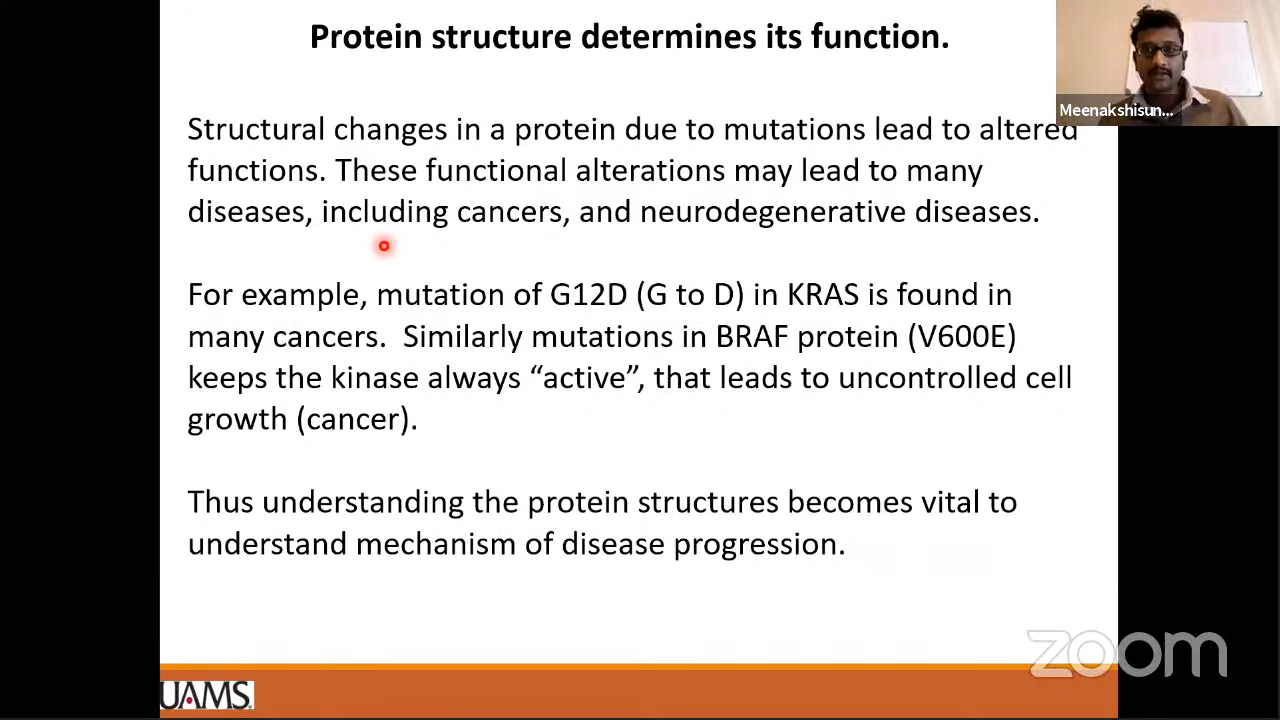 Protein structure determines its function.
Meenakshisun...
Structural changes in a protein due to mutations lead to altered
functions. These functional alterations may lead to many
diseases, including cancers, and neurodegenerative diseases.
For example, mutation of G12D (G to D) in KRAS is found in
many cancers.  Similarly mutations in BRAF protein (V600E)
keeps the kinase always “active”, that leads to uncontrolled cell
growth (cancer).
Thus understanding the protein structures becomes vital to
understand mechanism of disease progression.
zoom
UAMS